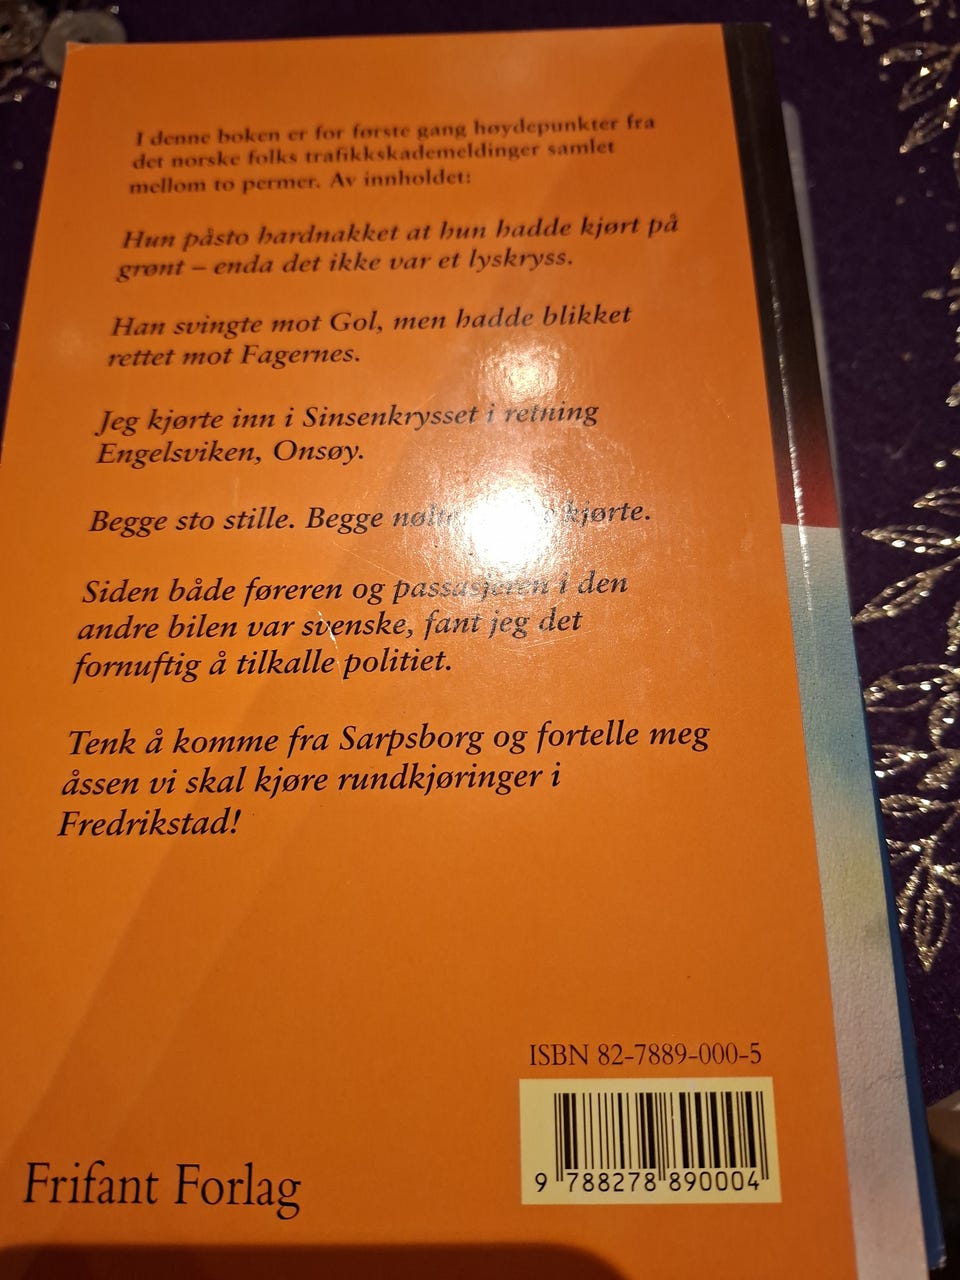 I denne boken er for første gang høydepunkter fra
det norske folks trafikkskademeldinger samlet
mellom to permer. Av innholdet:
Hun påsto hardnakket at hun hadde kjørt på
grønt – enda det ikke var et lyskryss.
Han svingte mot Gol, men hadde blikket
rettet mot Fagernes.
Jeg kjørte inn i Sinsenkrysset i retning
Engelsviken, Onsøy.
Begge sto stille. Begge kjørte.
Siden både føreren og passasjeren i den
andre bilen var svenske, fant jeg det
fornuftig å tilkalle politiet.
Tenk å komme fra Sarpsborg og fortelle meg
åssen vi skal kjøre rundkjøringer i
Fredrikstad!
ISBN 82-7889-000-5
9 788278 890004
Frifant Forlag